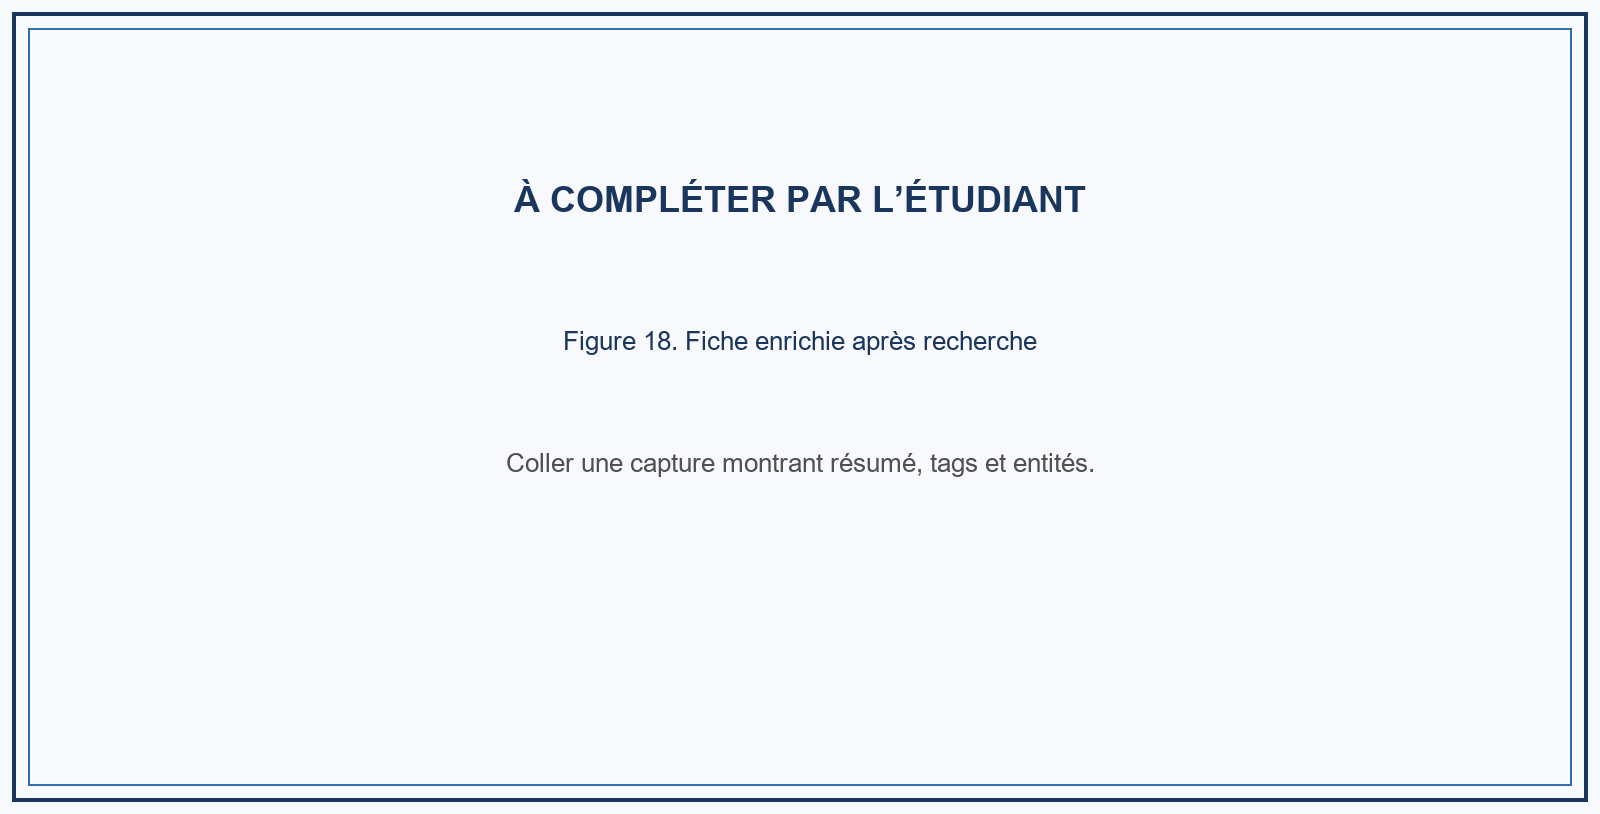 À COMPLÉTER PAR L’ÉTUDIANT
Figure 18. Fiche enrichie après recherche
Coller une capture montrant résumé, tags et entités.